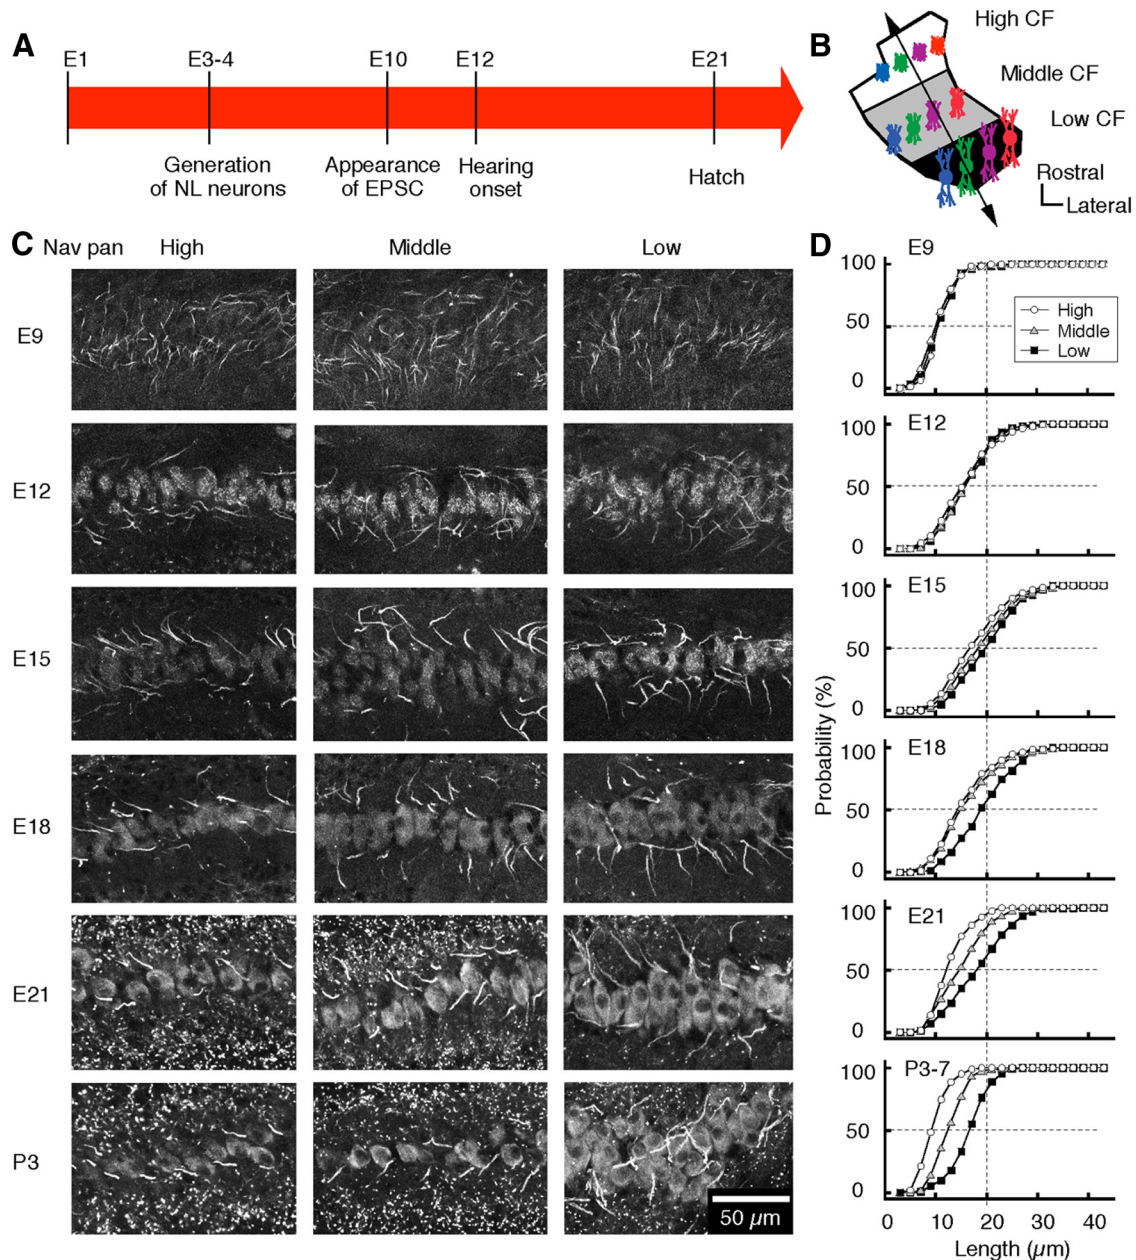 A
E1
E3-4
E10
E12
E21
Generation
of NL neurons
Appearance
of EPSC
Hearing
onset
Hatch
B
High CF
Middle CF
Low CF
Rostral
Lateral
C
Nav pan
High
Middle
Low
E9
E12
E15
E18
E21
P3
50 µm
D
E9
100
50
0
High
Middle
Low
E12
100
50
0
E15
100
50
0
E18
100
50
0
E21
100
50
0
P3-7
100
50
0
0
10
20
30
40
Probability (%)
Length (µm)